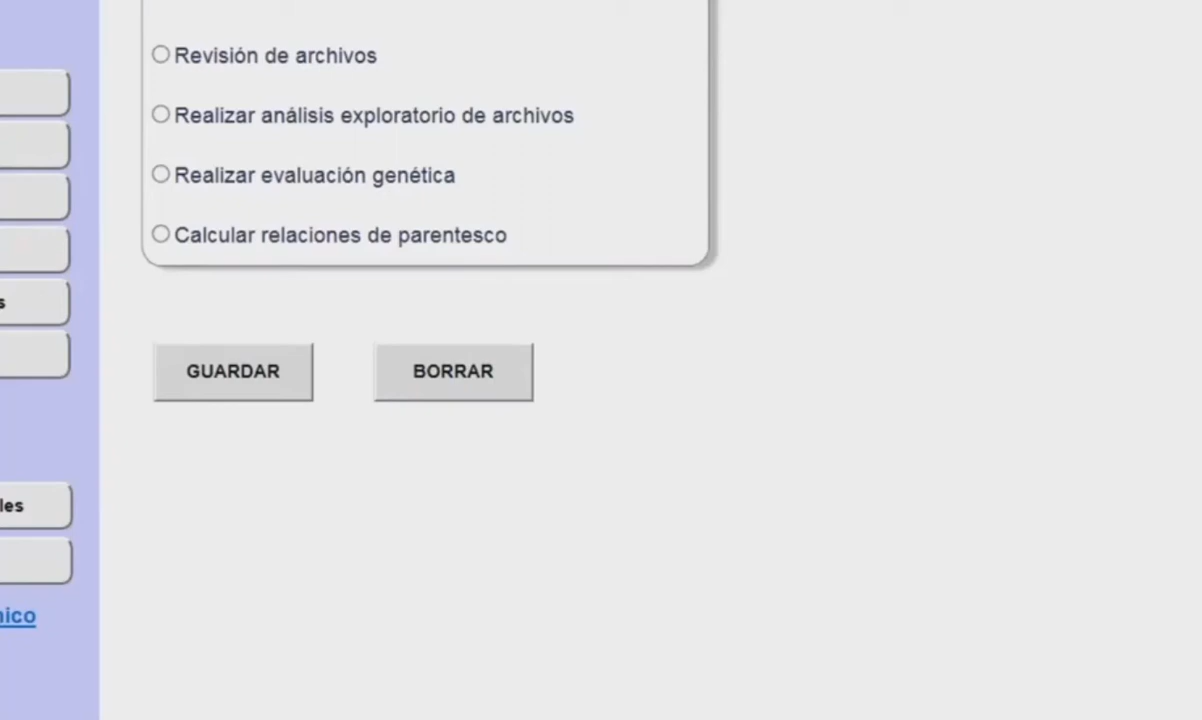 Revisión de archivos
Realizar análisis exploratorio de archivos
Realizar evaluación genética
Calcular relaciones de parentesco
GUARDAR
BORRAR